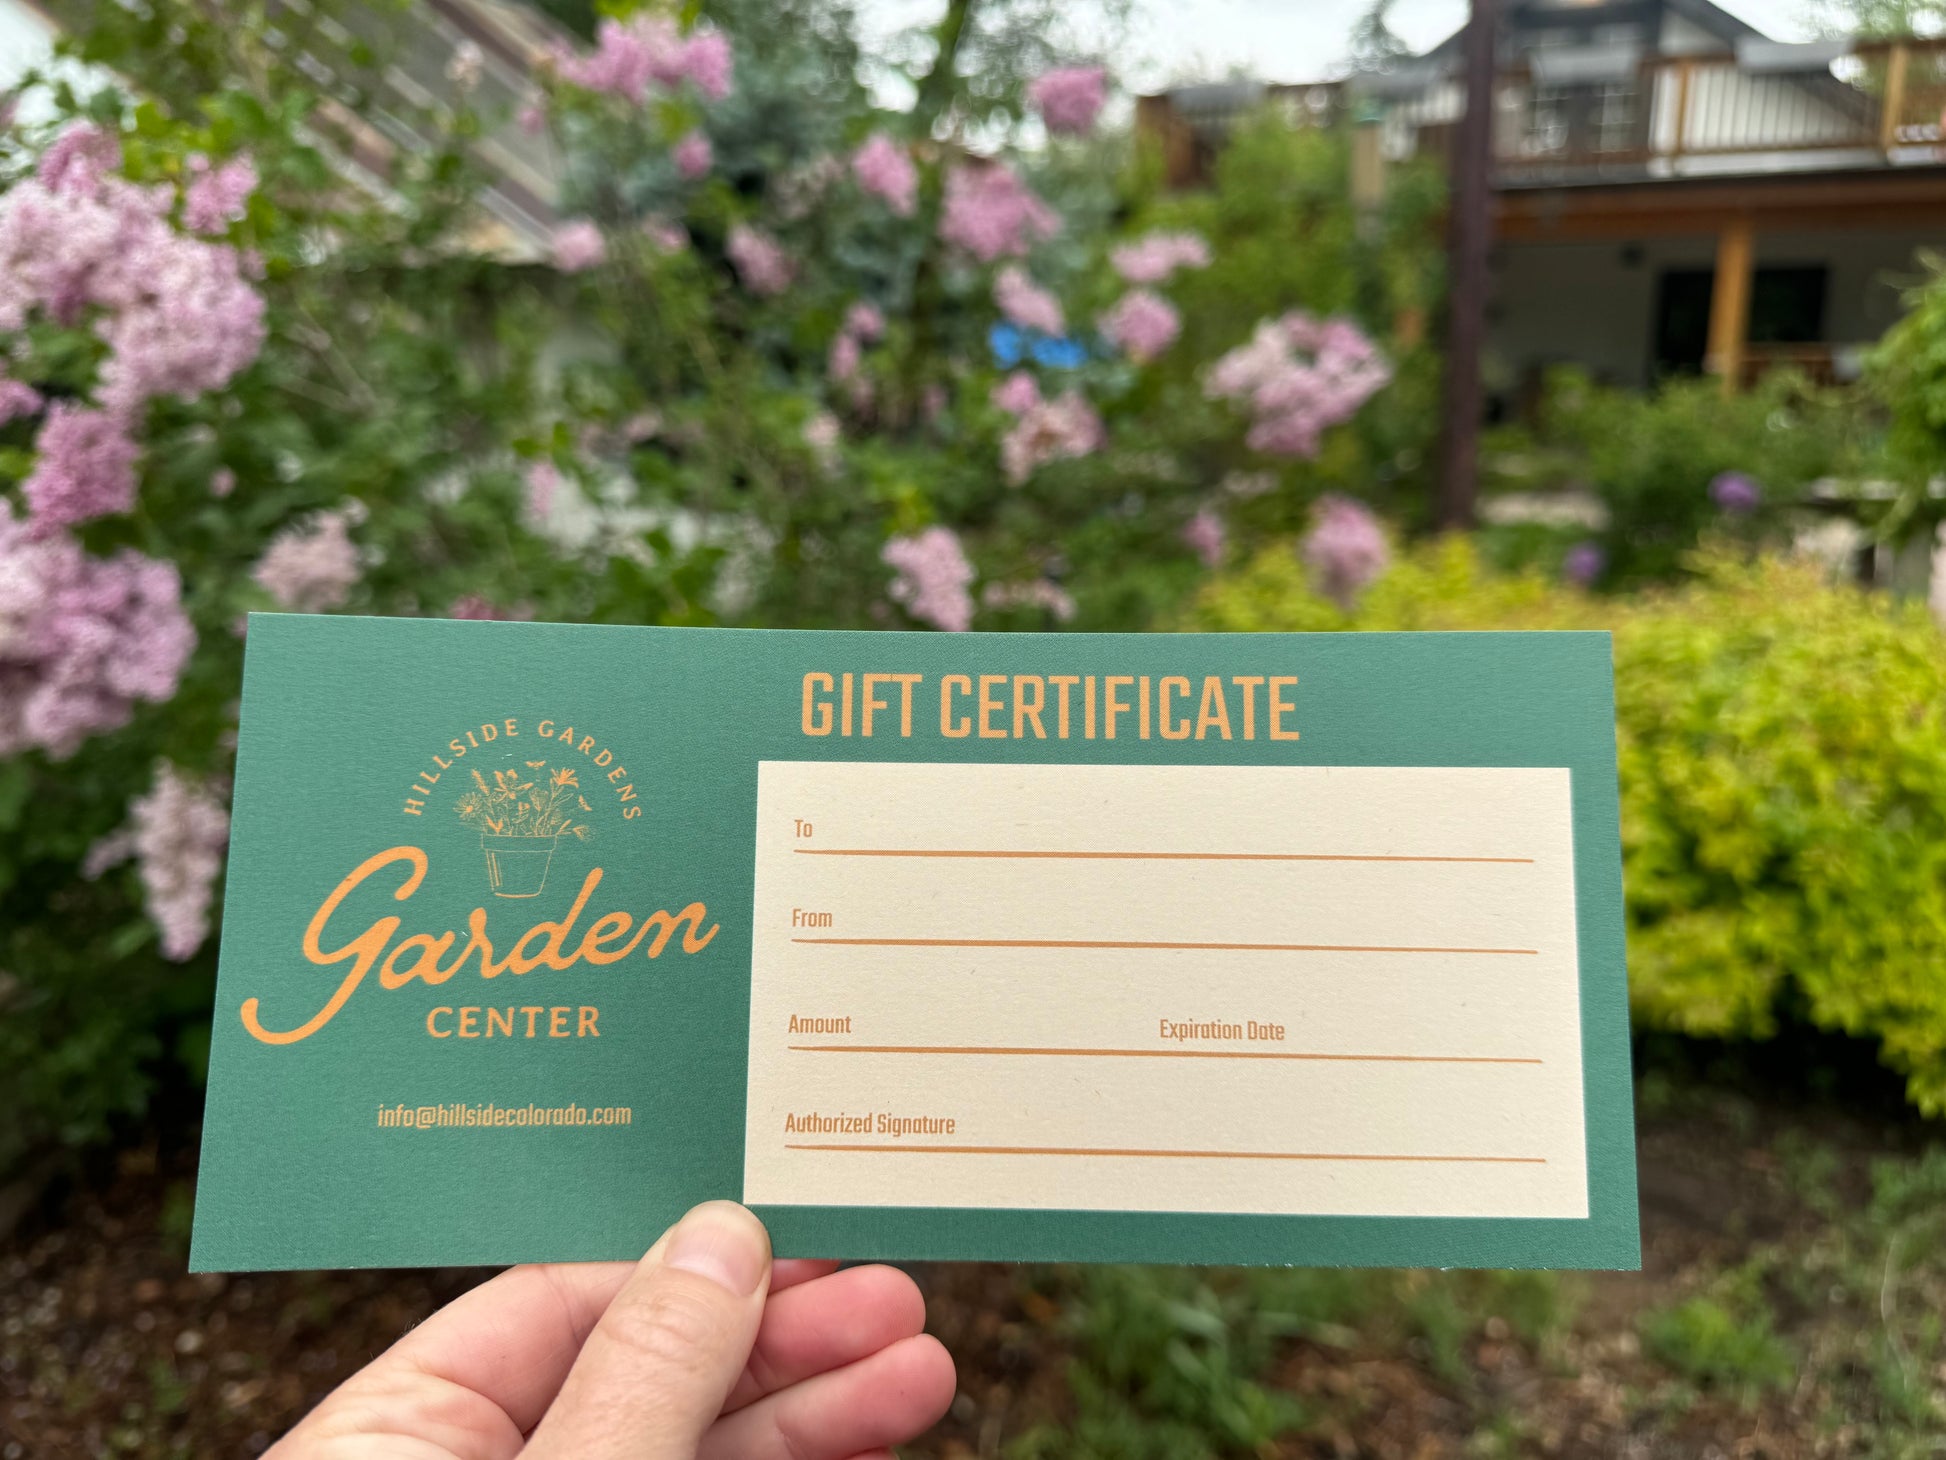 HILLSIDE GARDENS
Garden
CENTER
info@hillsidecolorado.com
GIFT CERTIFICATE
To
From
Amount Expiration Date
Authorized Signature